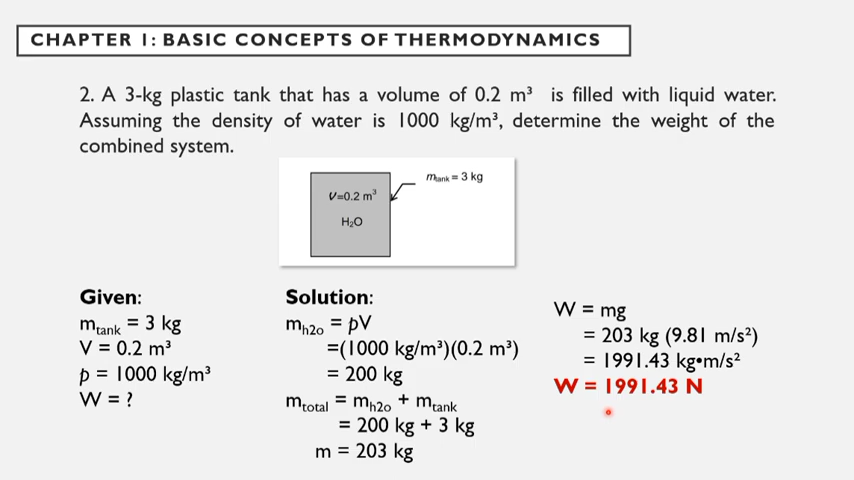 CHAPTER 1: BASIC CONCEPTS OF THERMODYNAMICS
2. A 3-kg plastic tank that has a volume of 0.2 m³ is filled with liquid water.
Assuming the density of water is 1000 kg/m³, determine the weight of the
combined system.
mtank = 3 kg
V=0.2 m³
H₂O
Given:
mtank = 3 kg
V = 0.2 m³
p = 1000 kg/m³
W = ?
Solution:
mh2o = pV
=(1000 kg/m³)(0.2 m³)
= 200 kg
mtotal = mh2o + mtank
= 200 kg + 3 kg
m = 203 kg
W = mg
= 203 kg (9.81 m/s²)
= 1991.43 kg•m/s²
W = 1991.43 N